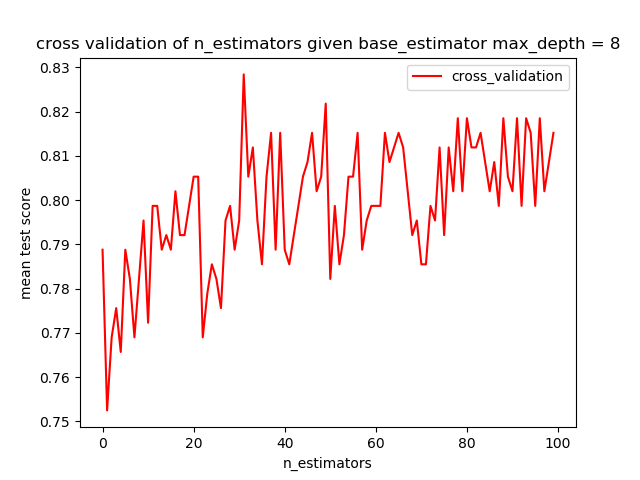 cross validation of n_estimators given base_estimator max_depth = 8
cross_validation
mean test score
0.83
0.82
0.81
0.80
0.79
0.78
0.77
0.76
0.75
0 20 40 60 80 100
n_estimators